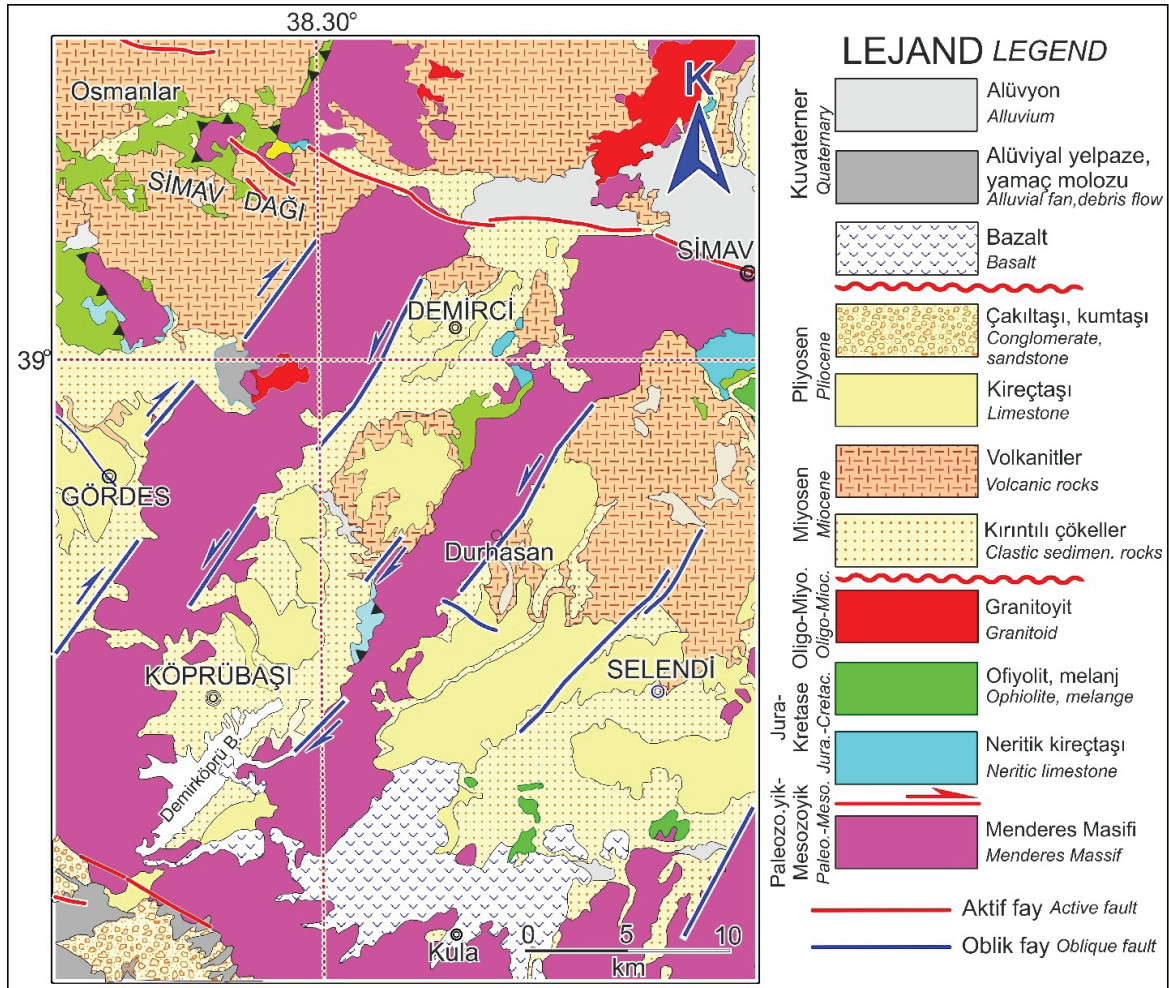 38.30°
39°
K
Osmanlar
SİMAV
DAĞI
SİMAV
DEMİRCİ
GÖRDES
Durhasan
KÖPRÜBAŞI
SELENDİ
Demirköprü B.
Kula
0 5 10
km
LEJAND LEGEND
Kuvaterner
Quaternary
Alüvyon
Alluvium
Alüviyal yelpaze,
yamaç molozu
Alluvial fan,debris flow
Bazalt
Basalt
Pliyosen
Pliocene
Çakıltaşı, kumtaşı
Conglomerate,
sandstone
Kireçtaşı
Limestone
Miyosen
Miocene
Volkanitler
Volcanic rocks
Kırıntılı çökeller
Clastic sedimen. rocks
Oligo-Miyo.
Oligo-Mioc.
Granitoyit
Granitoid
Jura-
Kretase
Jura.-Cretac.
Ofiyolit, melanj
Ophiolite, melange
Neritik kireçtaşı
Neritic limestone
Paleozo.yik-
Mesozoyik
Paleo.-Meso.
Menderes Masifi
Menderes Massif
Aktif fay Active fault
Oblik fay Oblique fault